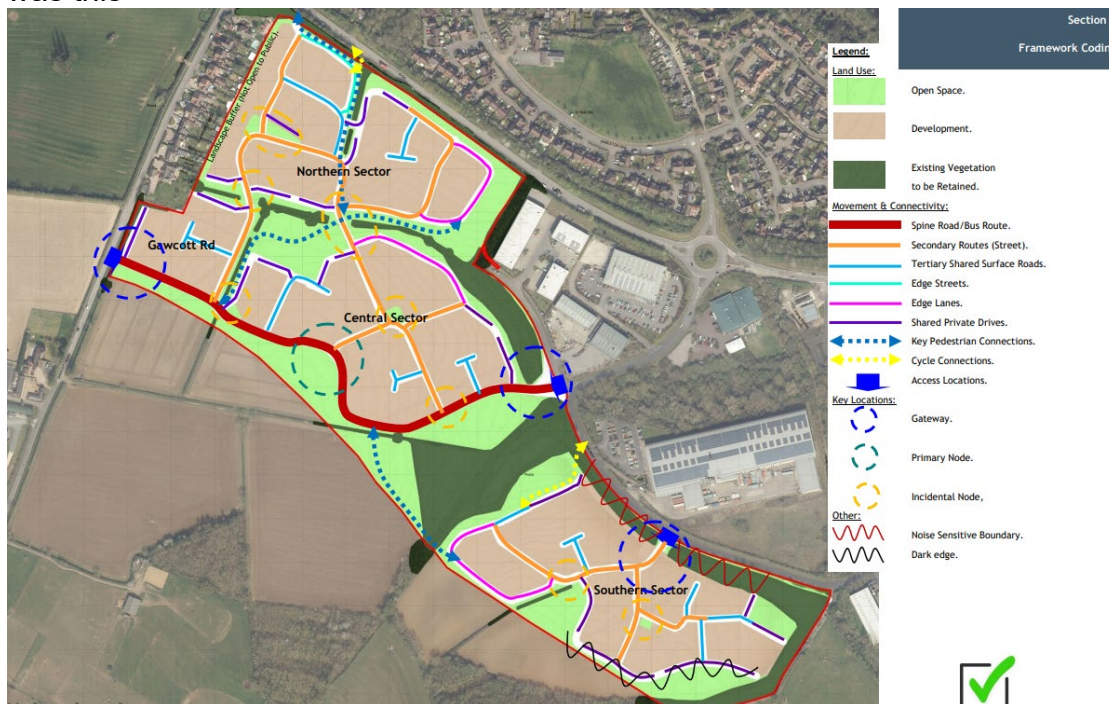 Section
Framework Codin
Legend:
Land Use:
Open Space.
Development.
Existing Vegetation
to be Retained.
Movement & Connectivity:
Spine Road/Bus Route.
Secondary Routes (Street).
Tertiary Shared Surface Roads.
Edge Streets.
Edge Lanes.
Shared Private Drives.
Key Pedestrian Connections.
Cycle Connections.
Access Locations.
Key Locations:
Gateway.
Primary Node.
Incidental Node,
Other:
Noise Sensitive Boundary.
Dark edge.
Landscape Buffer (Not Open to Public).
Northern Sector
Gawcott Rd
Central Sector
Southern Sector